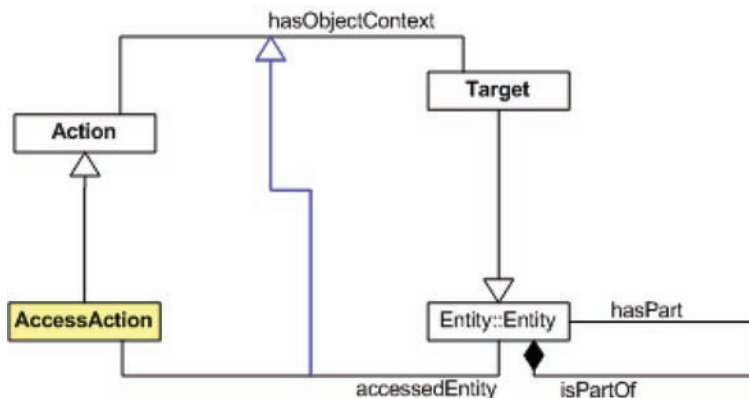 hasObjectContext
Target
Action
AccessAction
Entity::Entity
hasPart
accessedEntity
isPartOf